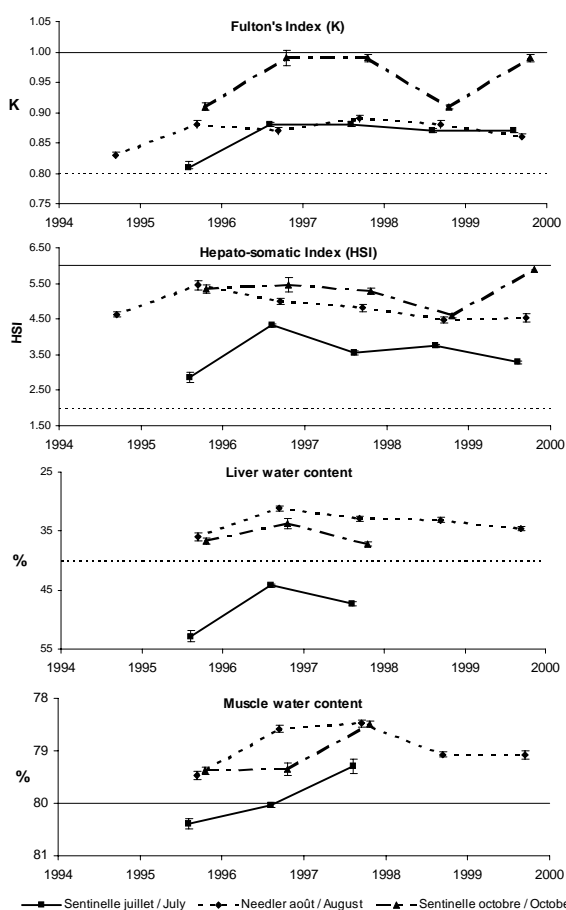 Fulton's Index (K)
1.05
1.00
0.95
0.90
K
0.85
0.80
0.75
1994 1995 1996 1997 1998 1999 2000
Hepato-somatic Index (HSI)
6.50
5.50
4.50
HSI
3.50
2.50
1.50
1994 1995 1996 1997 1998 1999 2000
Liver water content
25
35
%
45
55
1994 1995 1996 1997 1998 1999 2000
Muscle water content
78
79
%
80
81
1994 1995 1996 1997 1998 1999 2000
Sentinelle juillet / July Needler août / August Sentinelle octobre / Octobe